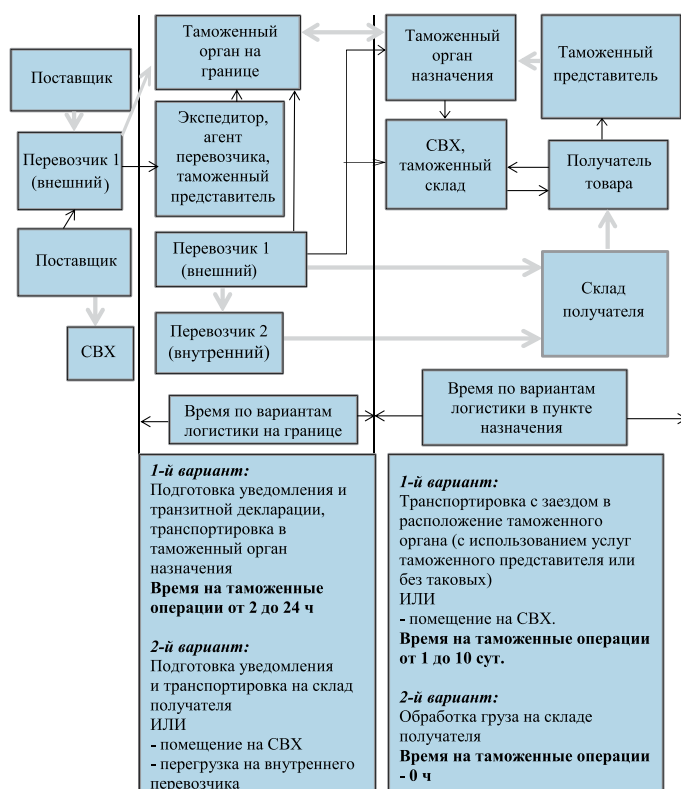 Поставщик
Перевозчик 1
(внешний)
Поставщик
СВХ
Таможенный
орган на
границе
Экспедитор,
агент
перевозчика,
таможенный
представитель
Перевозчик 1
(внешний)
Перевозчик 2
(внутренний)
Таможенный
орган
назначения
СВХ,
таможенный
склад
Таможенный
представитель
Получатель
товара
Склад
получателя
Время по вариантам
логистики на границе
Время по вариантам
логистики в пункте
назначения
1-й вариант:
Подготовка уведомления и
транзитной декларации,
транспортировка в
таможенный орган
назначения
Время на таможенные
операции от 2 до 24 ч
2-й вариант:
Подготовка уведомления
и транспортировка на склад
получателя
ИЛИ
- помещение на СВХ
- перегрузка на внутреннего
перевозчика
1-й вариант:
Транспортировка с заездом в
расположение таможенного
органа (с использованием услуг
таможенного представителя или
без таковых)
ИЛИ
- помещение на СВХ.
Время на таможенные операции
от 1 до 10 сут.
2-й вариант:
Обработка груза на складе
получателя
Время на таможенные операции
- 0 ч